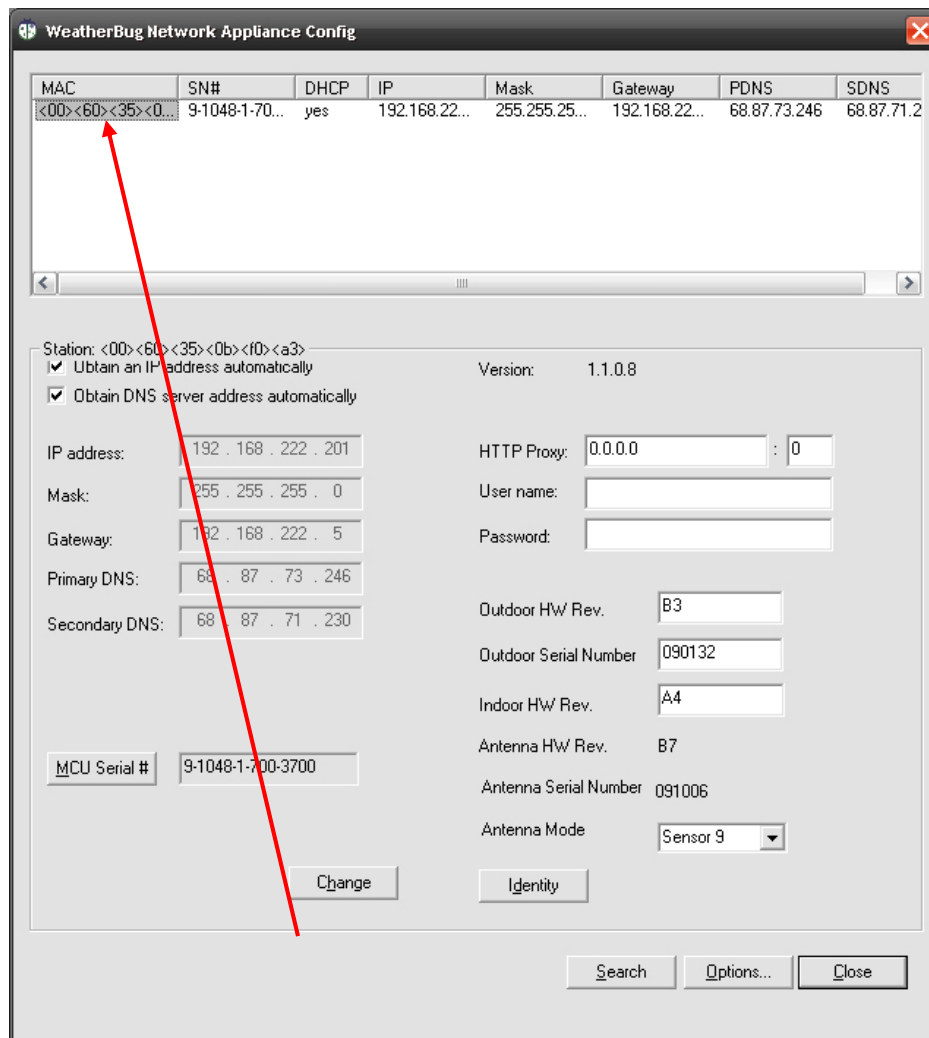 WeatherBug Network Appliance Config
MAC SN# DHCP IP Mask Gateway PDNS SDNS
<00><60><35><0... 9-1048-1-70... yes 192.168.22... 255.255.25... 192.168.22... 68.87.73.246 68.87.71.2
Station: <00><60><35><0b><f0><a3>
Obtain an IP address automatically
Version: 1.1.0.8
Obtain DNS server address automatically
IP address: 192 . 168 . 222 . 201
HTTP Proxy: 0.0.0.0 : 0
Mask: 255 . 255 . 255 . 0
User name:
Gateway: 192 . 168 . 222 . 5
Password:
Primary DNS: 68 . 87 . 73 . 246
Secondary DNS: 68 . 87 . 71 . 230
Outdoor HW Rev. B3
Outdoor Serial Number 090132
Indoor HW Rev. A4
Antenna HW Rev. B7
MCU Serial # 9-1048-1-700-3700
Antenna Serial Number 091006
Antenna Mode Sensor 9
Change
Identity
Search Options... Close